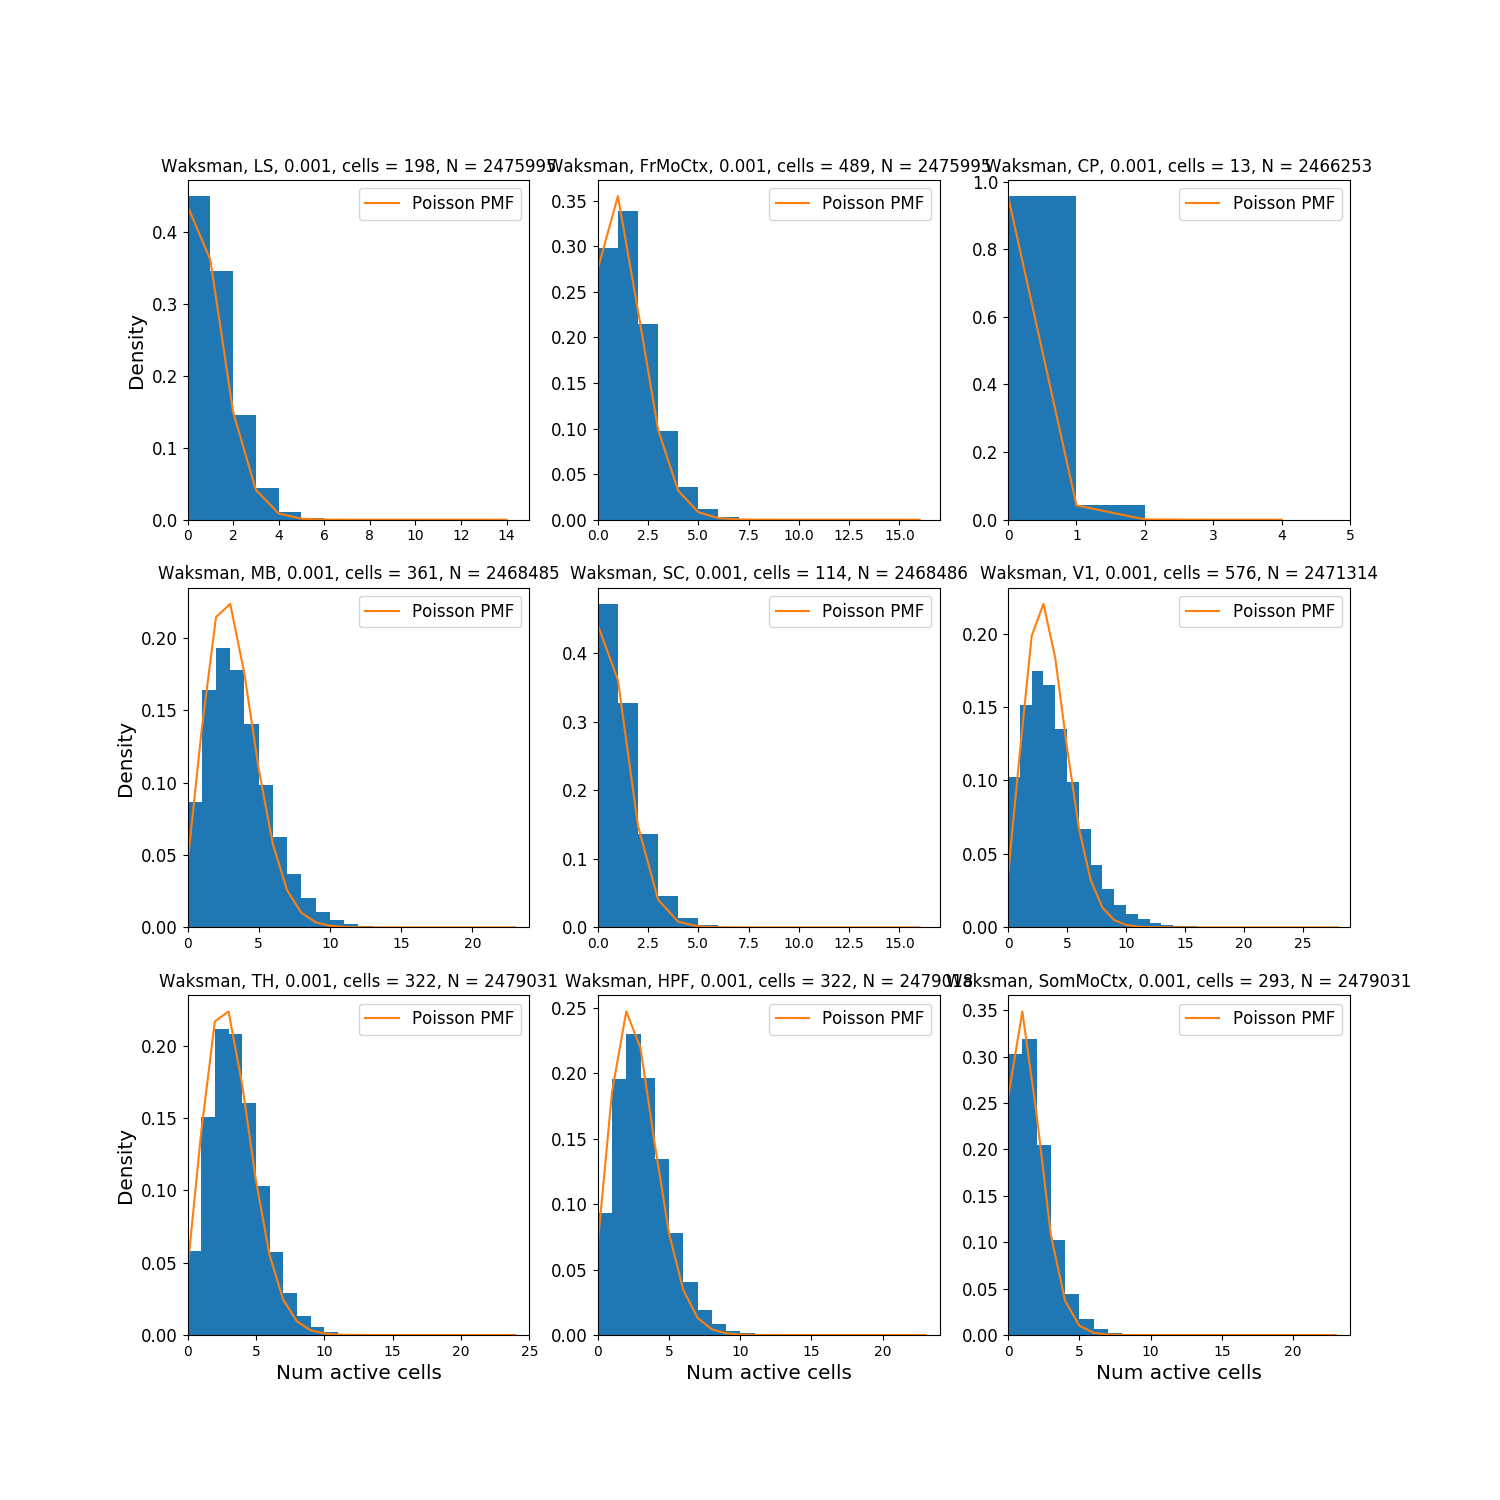 Waksman, LS, 0.001, cells = 198, N = 2475995
Waksman, FrMoCtx, 0.001, cells = 489, N = 2475995
Waksman, CP, 0.001, cells = 13, N = 2466253
Poisson PMF
Poisson PMF
Poisson PMF
Density
0.4
0.3
0.2
0.1
0.0
0 2 4 6 8 10 12 14
0.35
0.30
0.25
0.20
0.15
0.10
0.05
0.00
0.0 2.5 5.0 7.5 10.0 12.5 15.0
1.0
0.8
0.6
0.4
0.2
0.0
0 1 2 3 4 5
Waksman, MB, 0.001, cells = 361, N = 2468485
Waksman, SC, 0.001, cells = 114, N = 2468486
Waksman, V1, 0.001, cells = 576, N = 2471314
Poisson PMF
Poisson PMF
Poisson PMF
Density
0.20
0.15
0.10
0.05
0.00
0 5 10 15 20
0.4
0.3
0.2
0.1
0.0
0.0 2.5 5.0 7.5 10.0 12.5 15.0
0.20
0.15
0.10
0.05
0.00
0 5 10 15 20 25
Waksman, TH, 0.001, cells = 322, N = 2479031
Waksman, HPF, 0.001, cells = 322, N =
Waksman, SomMoCtx, 0.001, cells = 293, N = 2479031
Poisson PMF
Poisson PMF
Poisson PMF
Density
0.20
0.15
0.10
0.05
0.00
0 5 10 15 20 25
Num active cells
0.25
0.20
0.15
0.10
0.05
0.00
0 5 10 15 20
Num active cells
0.35
0.30
0.25
0.20
0.15
0.10
0.05
0.00
0 5 10 15 20
Num active cells